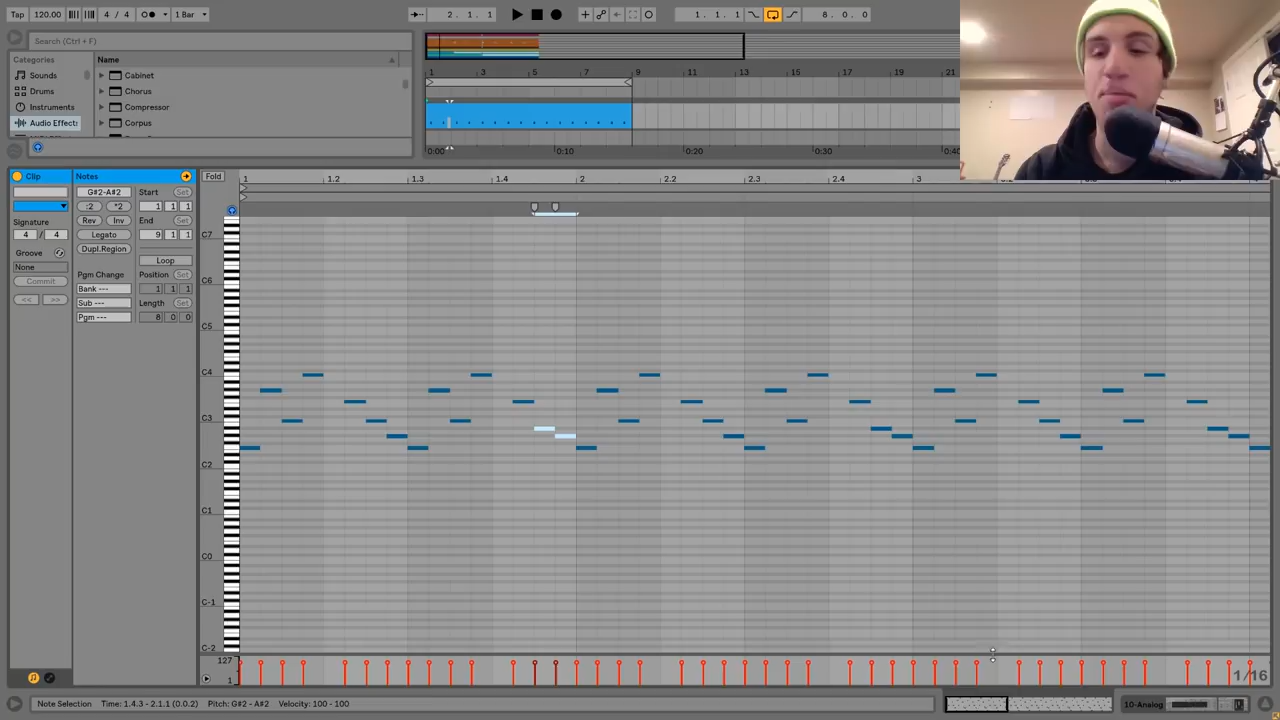 Tap 120.00 4 / 4 1 Bar 2. 1. 1 1. 1. 1 8. 0. 0
Search (Ctrl + F)
Categories Name
Sounds Cabinet
Drums Chorus
Instruments Compressor
Audio Effects Corpus
1 3 5 7 9 11 13 15 17 19 21
0:00 0:10 0:20 0:30 0:40
Clip Notes Fold 1 1.2 1.3 1.4 2 2.2 2.3 2.4 3
G#2-A#2 Start Set
:2 *2 1 1 1
Signature Rev Inv End Set
4 / 4 Legato 9 1 1
Groove Dupl.Region Loop
None Pgm Change Position Set
Commit Bank --- 1 1 1
<< >> Sub --- Length Set
Pgm --- 8 0 0
C7
C6
C5
C4
C3
C2
C1
C0
C-1
C-2
127
1 1/16
Note Selection Time: 1.4.3 - 2.1.1 (0.0.2) Pitch: G#2 - A#2 Velocity: 100 - 100 10-Analog